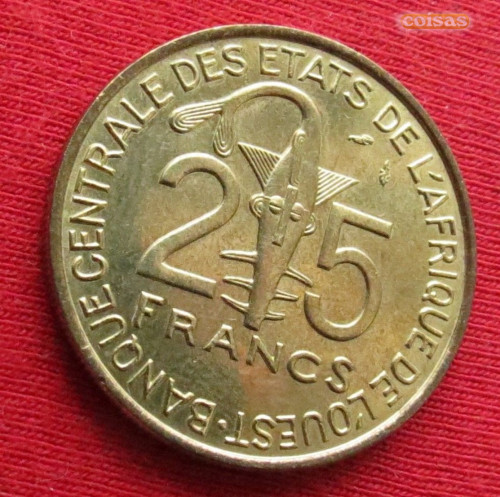 coisas
BANQUE CENTRALE DES ETATS DE L'AFRIQUE DE L'OUEST ·
25
FRANCS